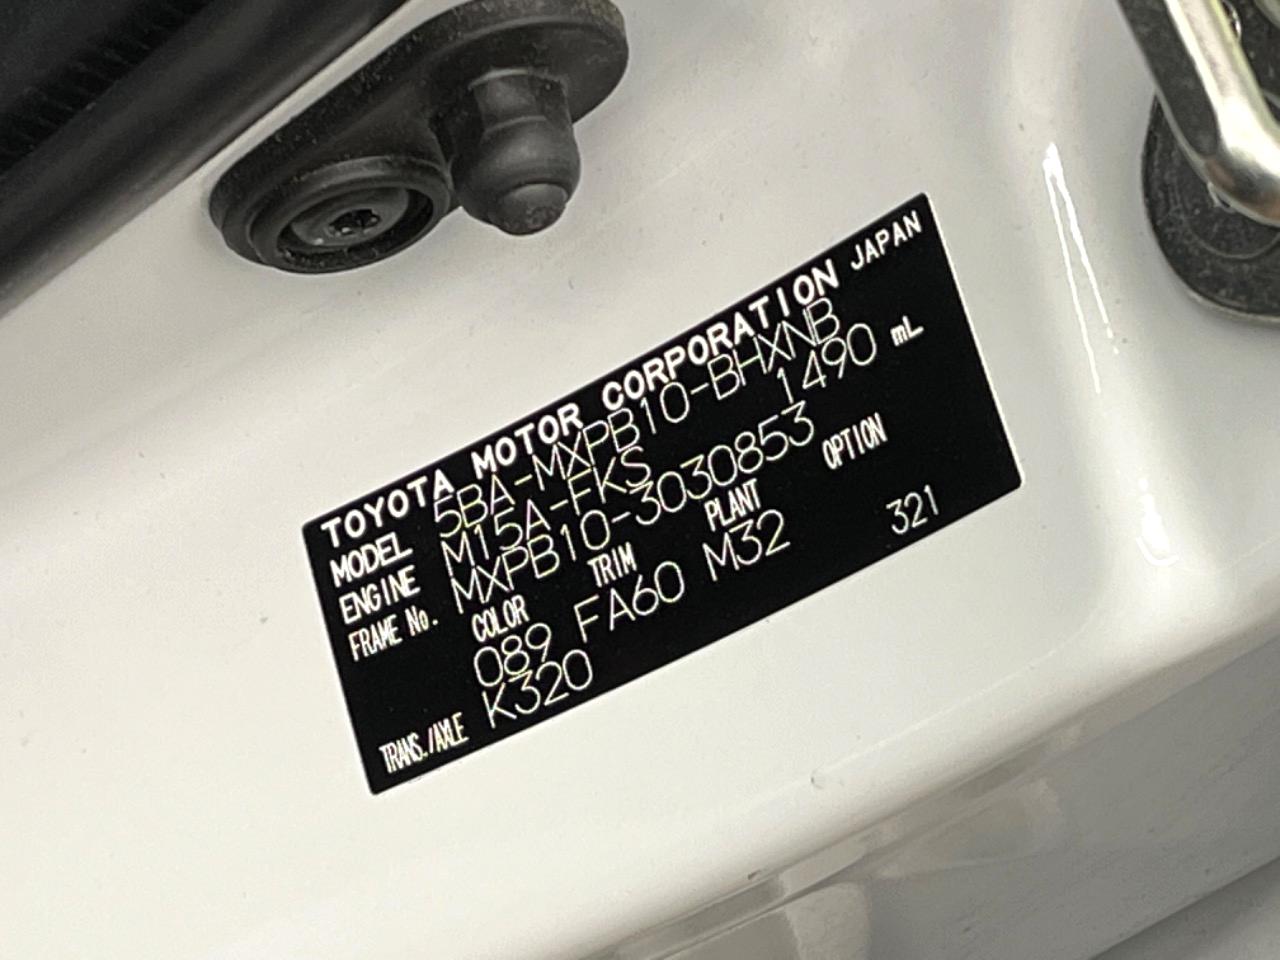 TOYOTA MOTOR CORPORATION JAPAN
MODEL 5BA-MXPB10-BHXNB
ENGINE M15A-FKS 1490 mL
FRAME No. MXPB10-3030853
COLOR TRIM PLANT OPTION
089 FA60 M32 321
TRANS./AXLE K320